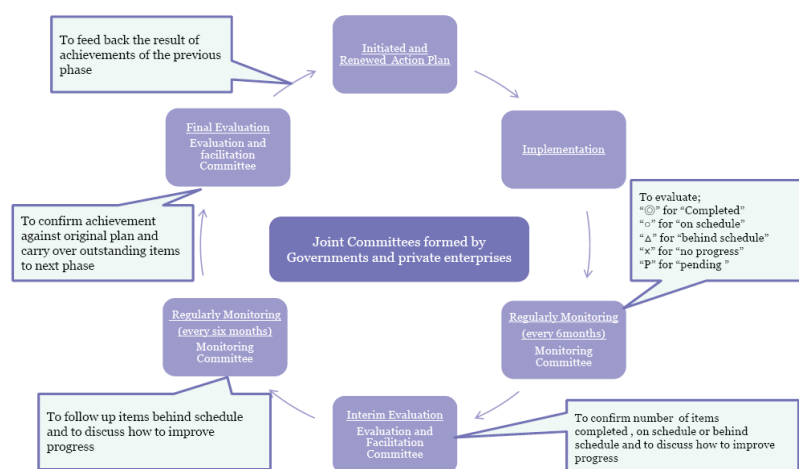 To feed back the result of
achievements of the previous
phase
Initiated and
Renewed Action Plan
Final Evaluation
Evaluation and
facilitation
Committee
Implementation
To evaluate;
“◎” for “Completed”
“○” for “on schedule”
“△” for “behind schedule”
“×” for “no progress”
“P” for “pending ”
To confirm achievement
against original plan and
carry over outstanding items
to next phase
Joint Committees formed by
Governments and private enterprises
Regularly Monitoring
(every six months)
Monitoring
Committee
Regularly Monitoring
(every 6months)
Monitoring
Committee
To follow up items behind schedule
and to discuss how to improve
progress
Interim Evaluation
Evaluation and
Facilitation
Committee
To confirm number of items
completed , on schedule or behind
schedule and to discuss how to improve
progress